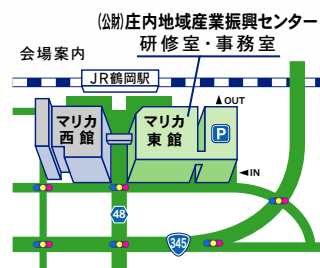 (公財)庄内地域産業振興センター
研修室・事務室
会場案内
JR鶴岡駅
マリカ
西館
マリカ
東館
▲OUT
P
◀IN
48
345